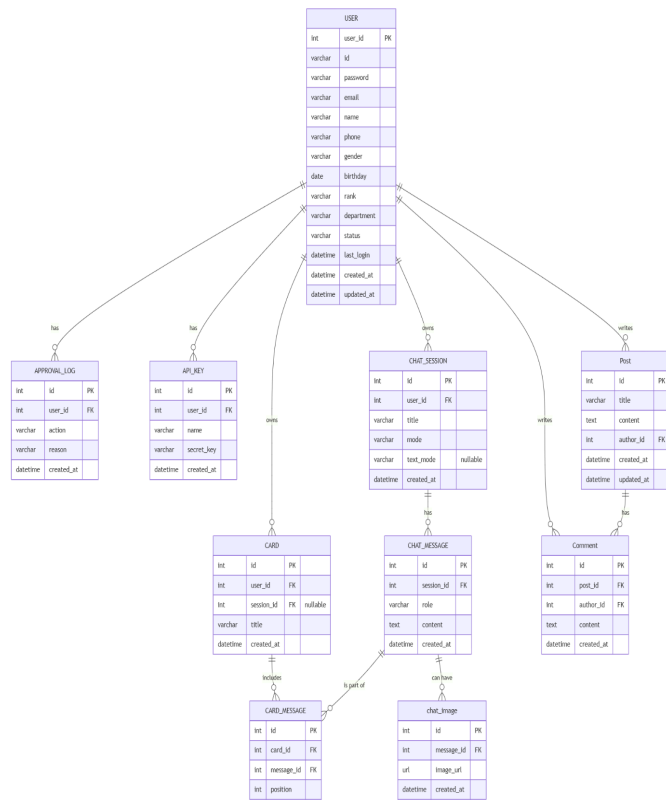 USER
int user_id PK
varchar id
varchar password
varchar email
varchar name
varchar phone
varchar gender
date birthday
varchar rank
varchar department
varchar status
datetime last_login
datetime created_at
datetime updated_at
has
has
owns
owns
writes
writes
APPROVAL_LOG
int id PK
int user_id FK
varchar action
varchar reason
datetime created_at
API_KEY
int id PK
int user_id FK
varchar name
varchar secret_key
datetime created_at
CHAT_SESSION
int id PK
int user_id FK
varchar title
varchar mode
varchar text_mode nullable
datetime created_at
Post
int id PK
varchar title
text content
int author_id FK
datetime created_at
datetime updated_at
has
has
CARD
int id PK
int user_id FK
int session_id FK nullable
varchar title
datetime created_at
CHAT_MESSAGE
int id PK
int session_id FK
varchar role
text content
datetime created_at
Comment
int id PK
int post_id FK
int author_id FK
text content
datetime created_at
includes
is part of
can have
CARD_MESSAGE
int id PK
int card_id FK
int message_id FK
int position
chat_image
int id PK
int message_id FK
url image_url
datetime created_at